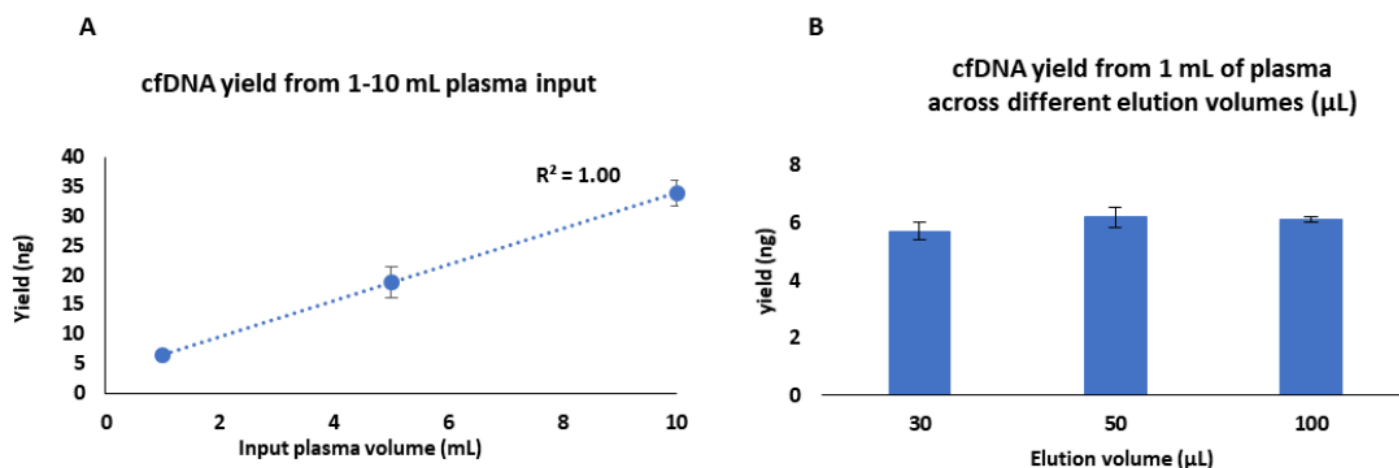 A
cfDNA yield from 1-10 mL plasma input
Yield (ng)
40
35
30
25
20
15
10
5
0
R² = 1.00
0 2 4 6 8 10
Input plasma volume (mL)
B
cfDNA yield from 1 mL of plasma
across different elution volumes (µL)
yield (ng)
8
6
4
2
0
30 50 100
Elution volume (µL)